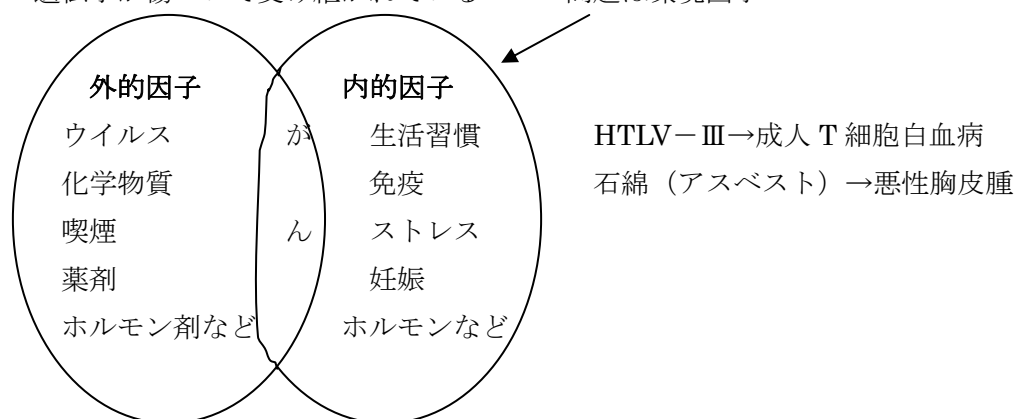 外的因子 内的因子
ウイルス が 生活習慣 HTLV－Ⅲ→成人 T 細胞白血病
化学物質 免疫 石綿（アスベスト）→悪性胸皮腫
喫煙 ん ストレス
薬剤 妊娠
ホルモン剤など ホルモンなど